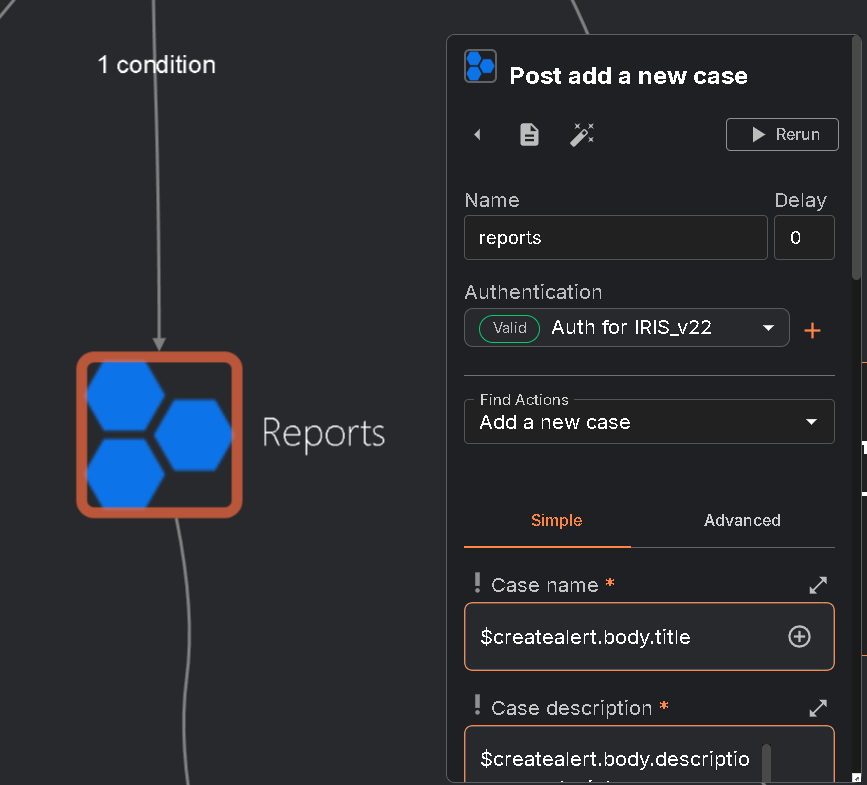 1 condition
Reports
Post add a new case
Rerun
Name
Delay
reports
0
Authentication
Valid
Auth for IRIS_v22
Find Actions
Add a new case
Simple
Advanced
! Case name *
$createalert.body.title
! Case description *
$createalert.body.descriptio